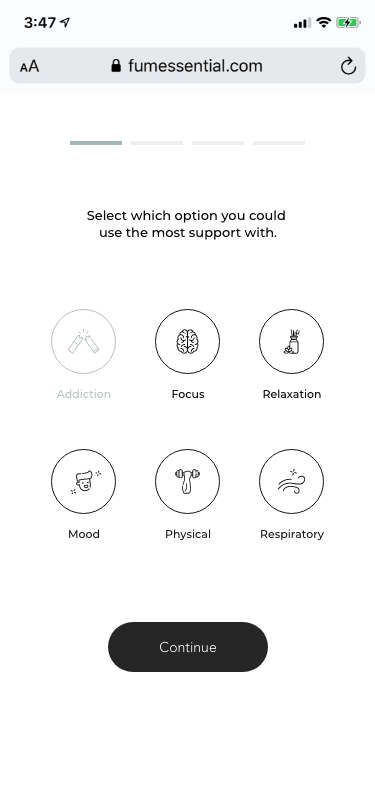 3:47
AA fumessential.com
Select which option you could
use the most support with.
Addiction Focus Relaxation
Mood Physical Respiratory
Continue